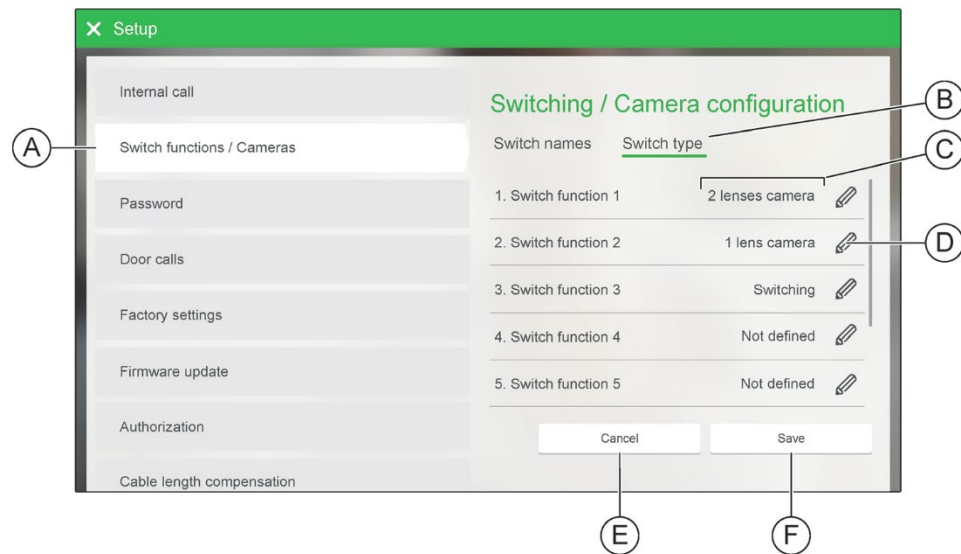 Setup
Internal call
Switch functions / Cameras
Password
Door calls
Factory settings
Firmware update
Authorization
Cable length compensation
Switching / Camera configuration
Switch names Switch type
1. Switch function 1 2 lenses camera
2. Switch function 2 1 lens camera
3. Switch function 3 Switching
4. Switch function 4 Not defined
5. Switch function 5 Not defined
Cancel Save
A
B
C
D
E
F